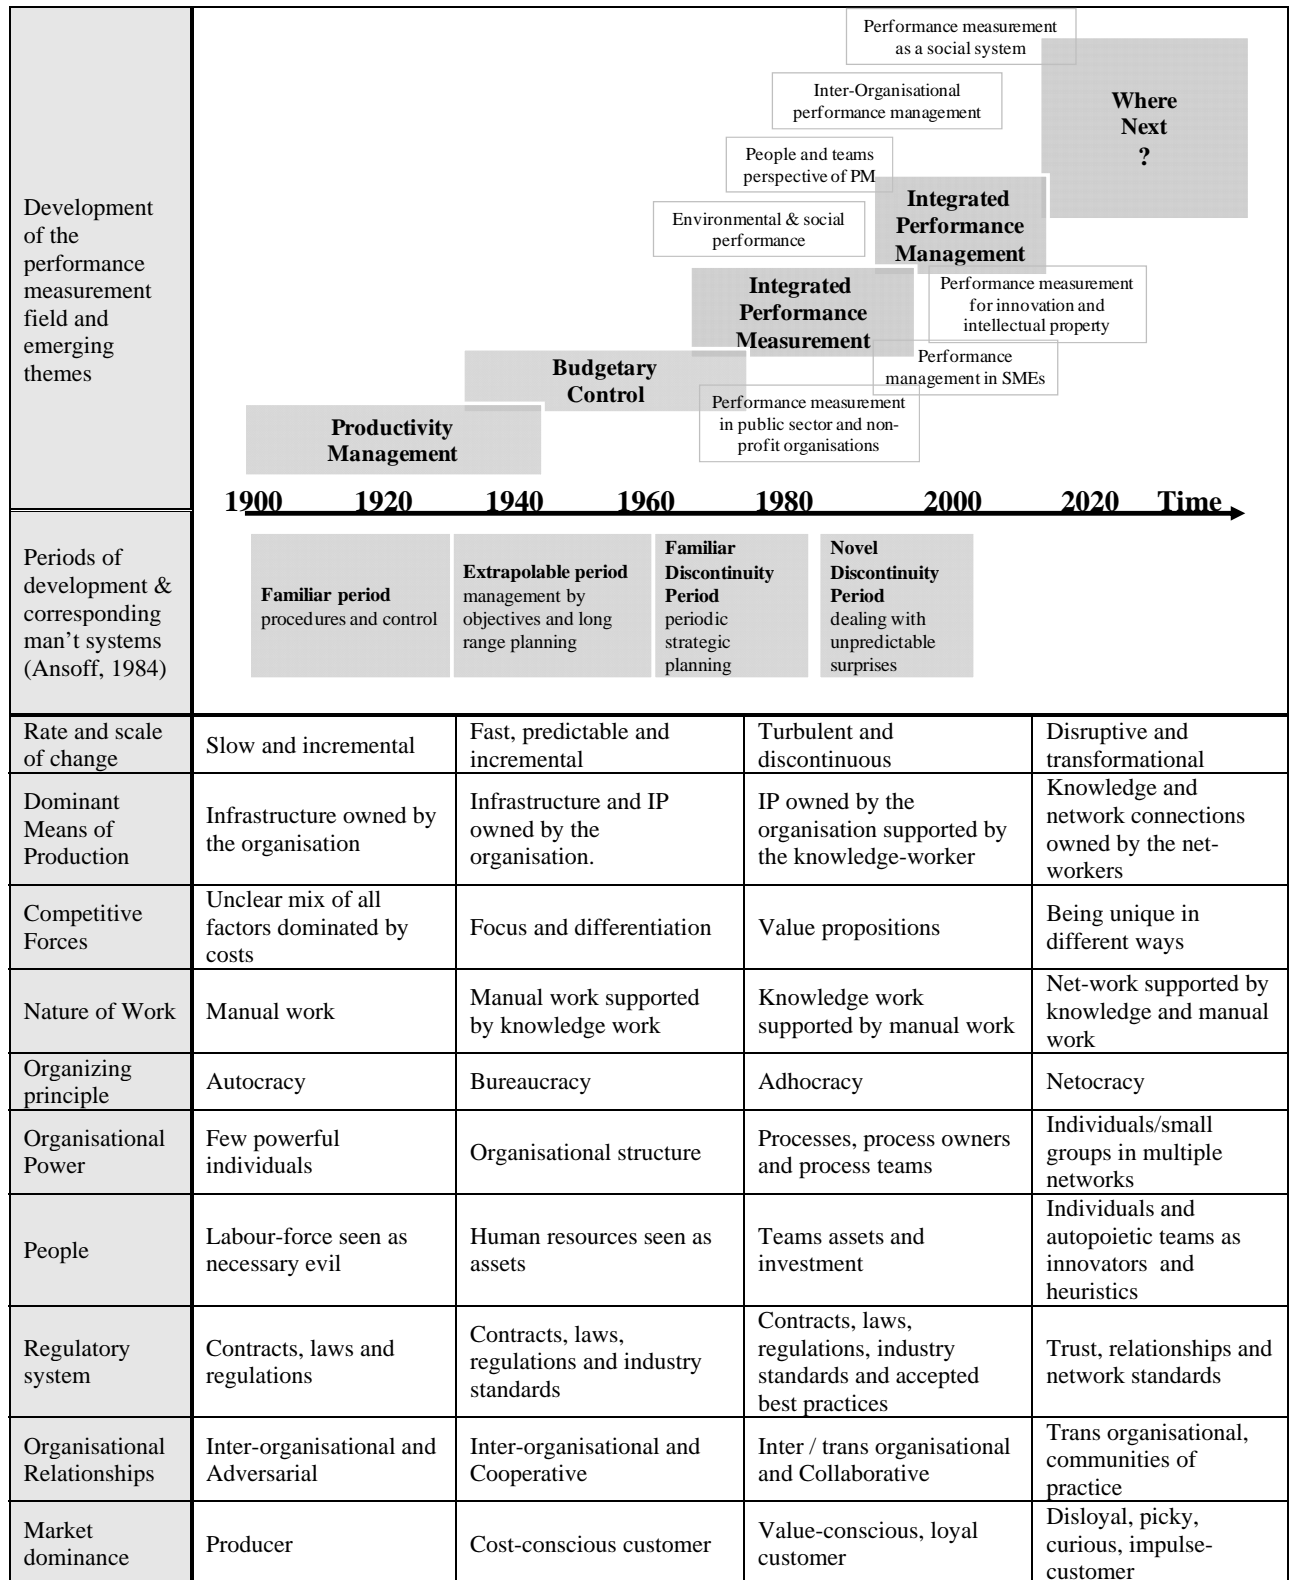 Development
of the
performance
measurement
field and
emerging
themes
Performance measurement
as a social system
Where
Next
?
Inter-Organisational
performance management
People and teams
perspective of PM
Integrated
Performance
Management
Environmental & social
performance
Integrated
Performance
Measurement
Performance measurement
for innovation and
intellectual property
Performance
management in SMEs
Budgetary
Control
Performance measurement
in public sector and non-
profit organisations
Productivity
Management
1900 1920 1940 1960 1980 2000 2020 Time
Periods of
development &
corresponding
man’t systems
(Ansoff, 1984)
Familiar period
procedures and control
Extrapolable period
management by
objectives and long
range planning
Familiar
Discontinuity
Period
periodic
strategic
planning
Novel
Discontinuity
Period
dealing with
unpredictable
surprises
Rate and scale
of change
Slow and incremental
Fast, predictable and
incremental
Turbulent and
discontinuous
Disruptive and
transformational
Dominant
Means of
Production
Infrastructure owned by
the organisation
Infrastructure and IP
owned by the
organisation.
IP owned by the
organisation supported by
the knowledge-worker
Knowledge and
network connections
owned by the net-
workers
Competitive
Forces
Unclear mix of all
factors dominated by
costs
Focus and differentiation
Value propositions
Being unique in
different ways
Nature of Work
Manual work
Manual work supported
by knowledge work
Knowledge work
supported by manual work
Net-work supported by
knowledge and manual
work
Organizing
principle
Autocracy
Bureaucracy
Adhocracy
Netocracy
Organisational
Power
Few powerful
individuals
Organisational structure
Processes, process owners
and process teams
Individuals/small
groups in multiple
networks
People
Labour-force seen as
necessary evil
Human resources seen as
assets
Teams assets and
investment
Individuals and
autopoietic teams as
innovators and
heuristics
Regulatory
system
Contracts, laws and
regulations
Contracts, laws,
regulations and industry
standards
Contracts, laws,
regulations, industry
standards and accepted
best practices
Trust, relationships and
network standards
Organisational
Relationships
Inter-organisational and
Adversarial
Inter-organisational and
Cooperative
Inter / trans organisational
and Collaborative
Trans organisational,
communities of
practice
Market
dominance
Producer
Cost-conscious customer
Value-conscious, loyal
customer
Disloyal, picky,
curious, impulse-
customer